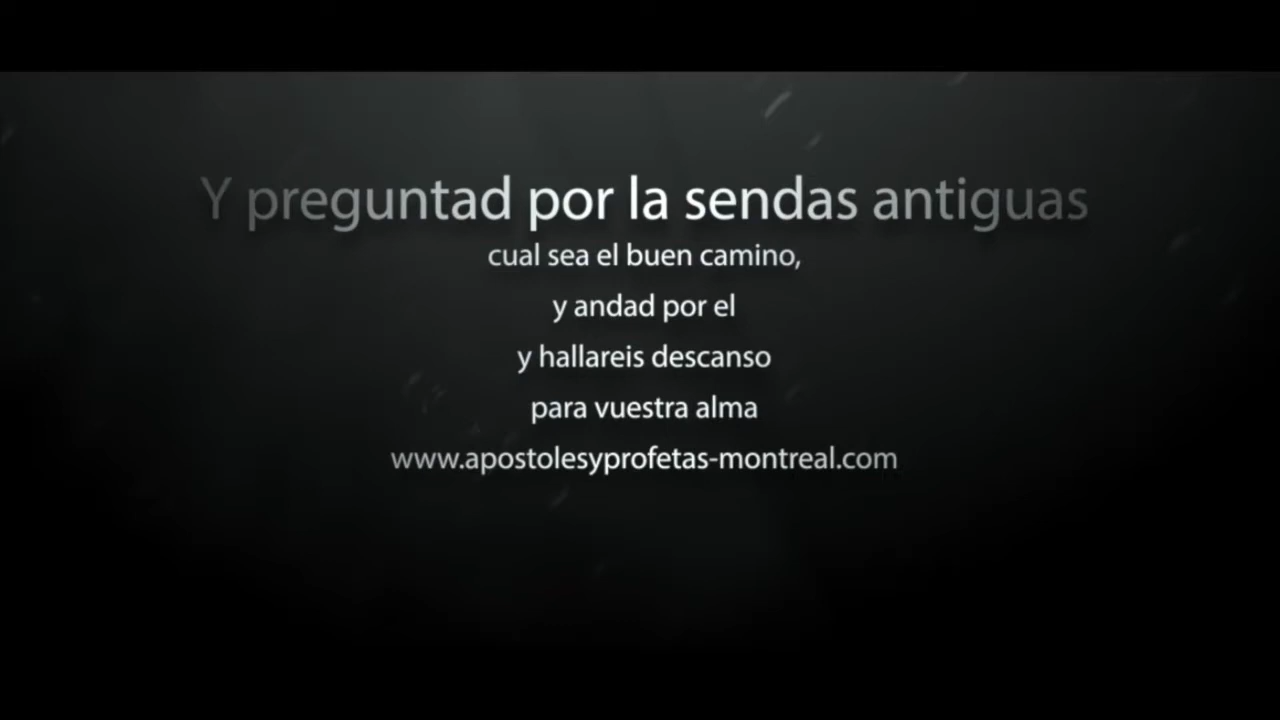 Y preguntad por la sendas antiguas
cual sea el buen camino,
y andad por el
y hallareis descanso
para vuestra alma
www.apostolesyprofetas-montreal.com